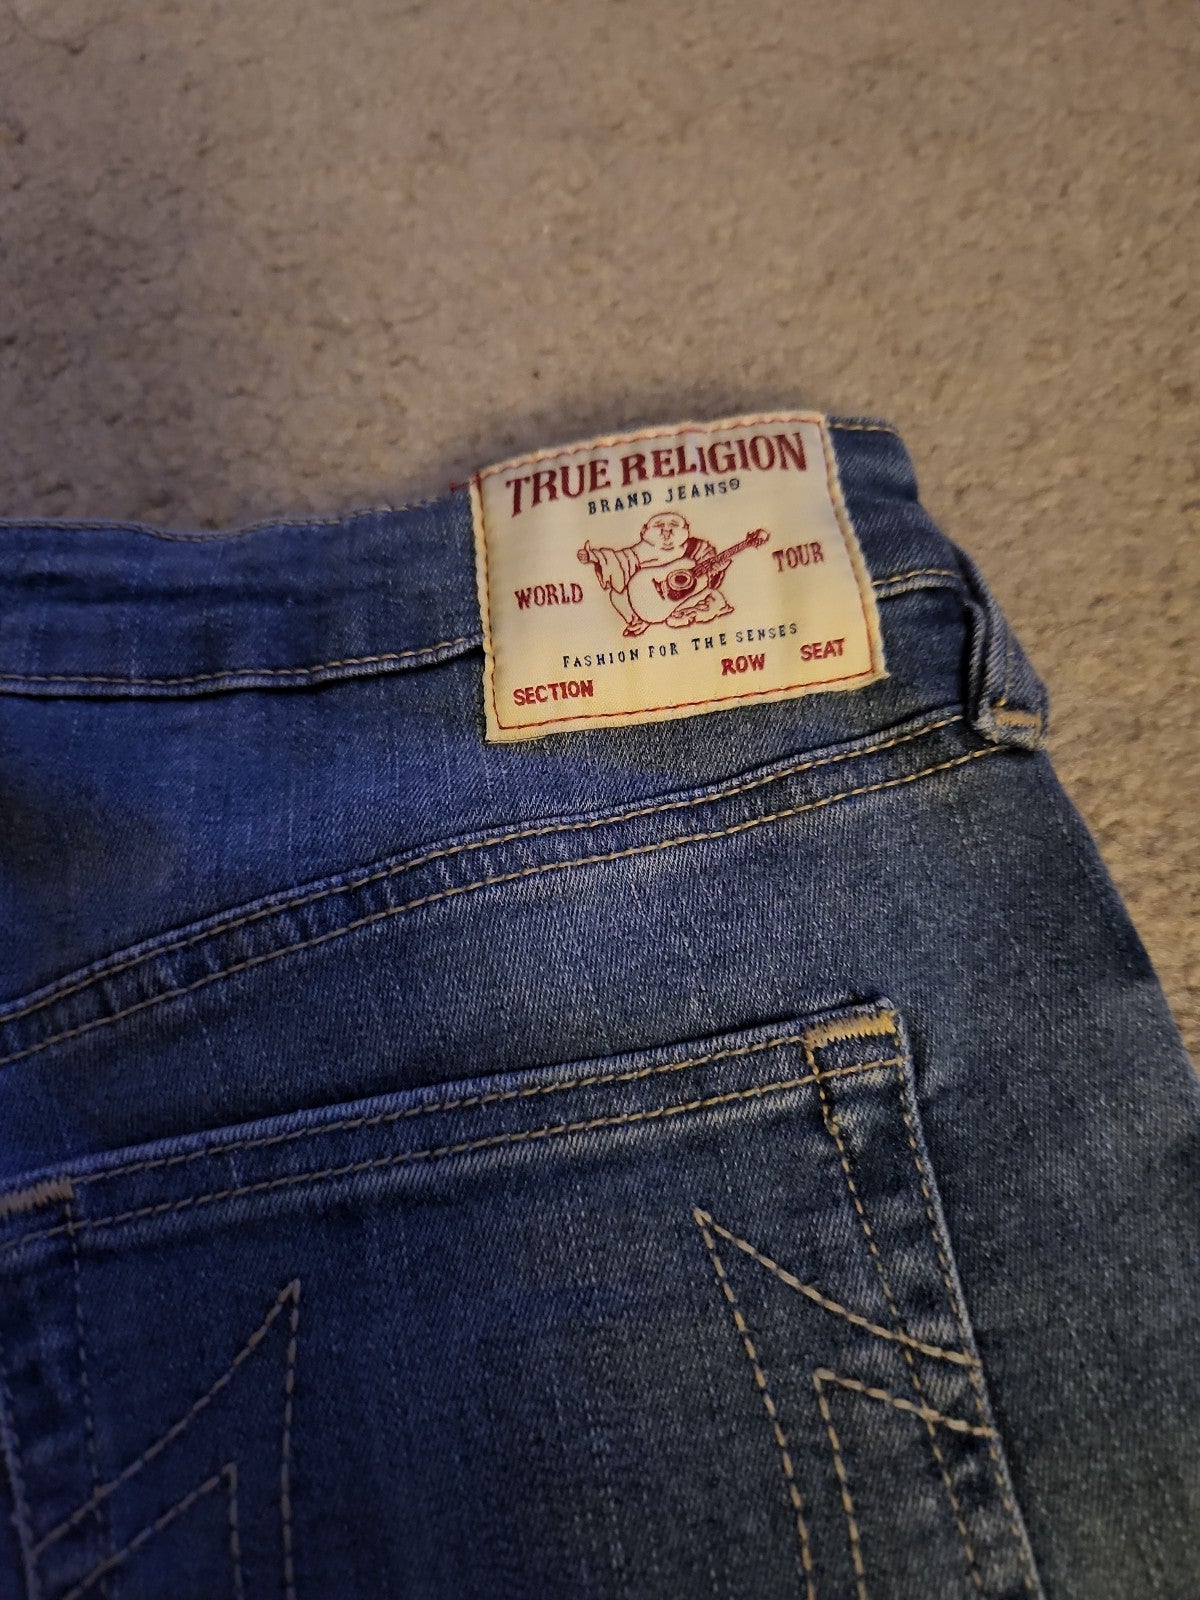 TRUE RELIGION
BRAND JEANS®
WORLD TOUR
FASHION FOR THE SENSES
SECTION ROW SEAT